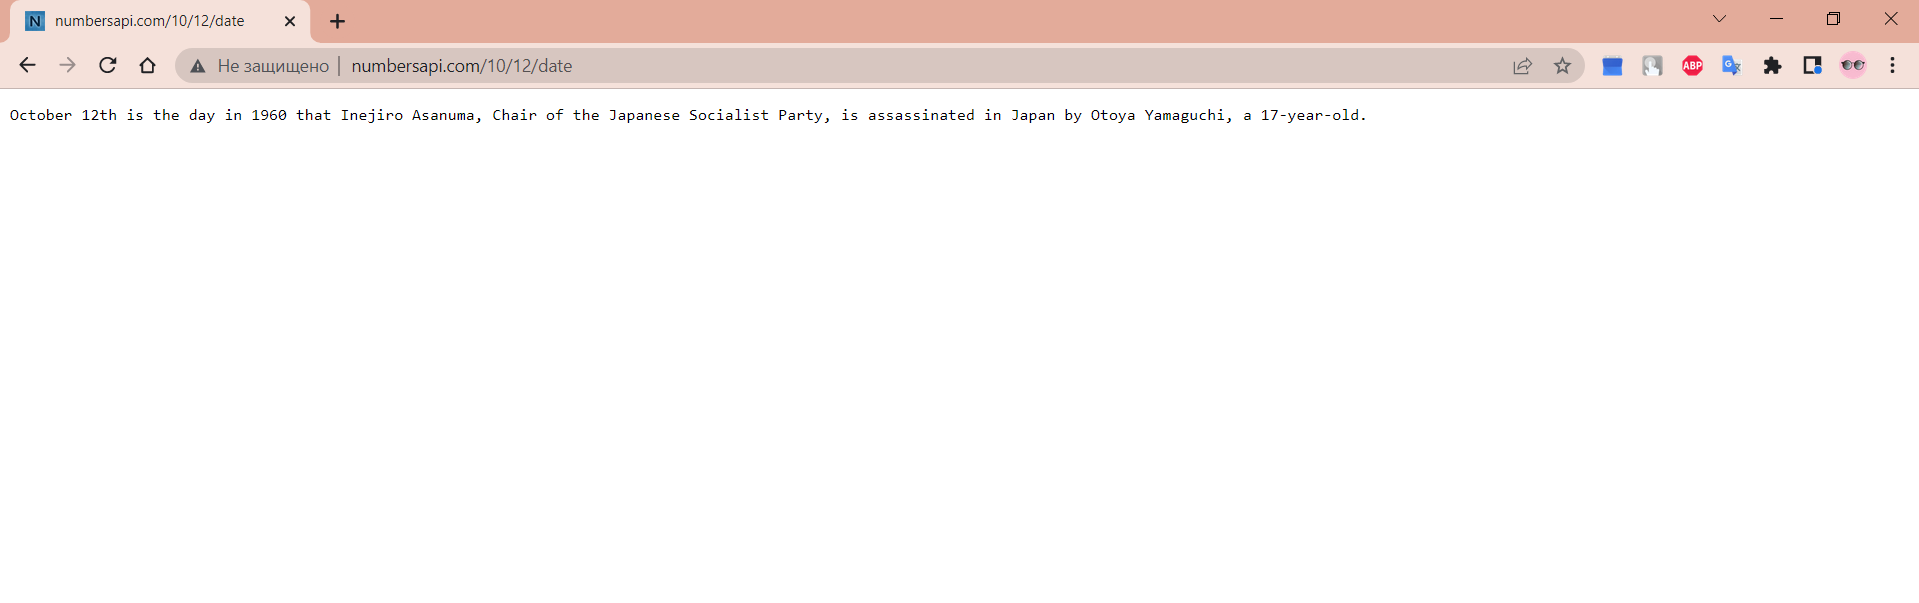 N numbersapi.com/10/12/date
Не защищено | numbersapi.com/10/12/date
ABP
G
October 12th is the day in 1960 that Inejiro Asanuma, Chair of the Japanese Socialist Party, is assassinated in Japan by Otoya Yamaguchi, a 17-year-old.